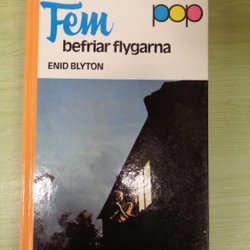 Fem
pop
befriar flygarna
ENID BLYTON